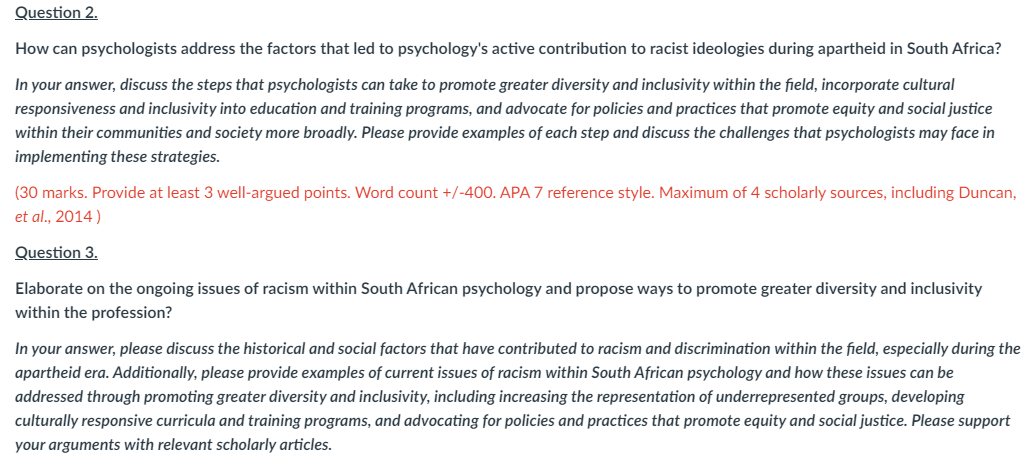 Question 2.
How can psychologists address the factors that led to psychology's active contribution to racist ideologies during apartheid in South Africa?
In your answer, discuss the steps that psychologists can take to promote greater diversity and inclusivity within the field, incorporate cultural
responsiveness and inclusivity into education and training programs, and advocate for policies and practices that promote equity and social justice
within their communities and society more broadly. Please provide examples of each step and discuss the challenges that psychologists may face in
implementing these strategies.
(30 marks. Provide at least 3 well-argued points. Word count +/-400. APA 7 reference style. Maximum of 4 scholarly sources, including Duncan,
et al., 2014 )
Question 3.
Elaborate on the ongoing issues of racism within South African psychology and propose ways to promote greater diversity and inclusivity
within the profession?
In your answer, please discuss the historical and social factors that have contributed to racism and discrimination within the field, especially during the
apartheid era. Additionally, please provide examples of current issues of racism within South African psychology and how these issues can be
addressed through promoting greater diversity and inclusivity, including increasing the representation of underrepresented groups, developing
culturally responsive curricula and training programs, and advocating for policies and practices that promote equity and social justice. Please support
your arguments with relevant scholarly articles.